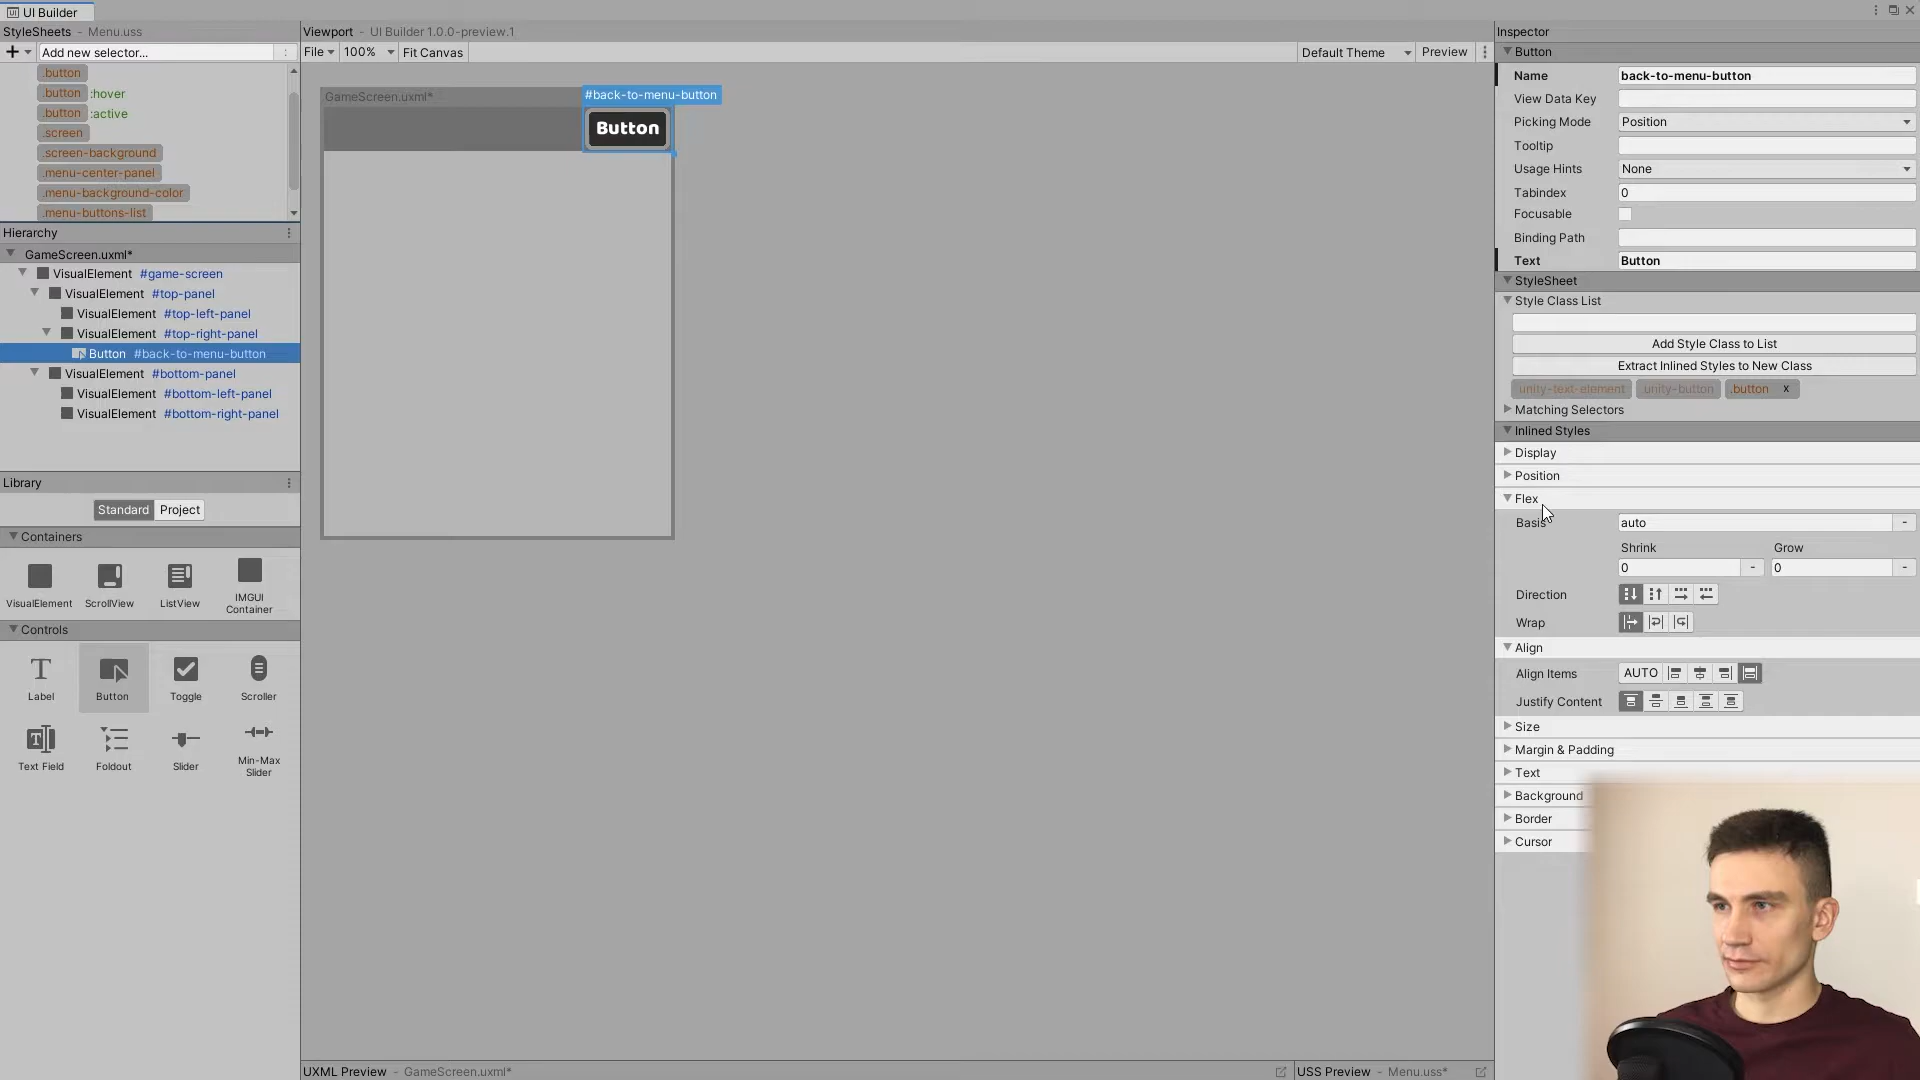 UI Builder
StyleSheets - Menu.uss
Add new selector...
.button
.button :hover
.button :active
.screen
.screen-background
.menu-center-panel
.menu-background-color
.menu-buttons-list
Hierarchy
GameScreen.uxml*
VisualElement #game-screen
VisualElement #top-panel
VisualElement #top-left-panel
VisualElement #top-right-panel
Button #back-to-menu-button
VisualElement #bottom-panel
VisualElement #bottom-left-panel
VisualElement #bottom-right-panel
Library
Standard Project
Containers
VisualElement ScrollView ListView IMGUI
Container
Controls
Label Button Toggle Scroller
Text Field Foldout Slider Min-Max
Slider
Viewport - UI Builder 1.0.0-preview.1
File 100% Fit Canvas
Default Theme Preview
GameScreen.uxml*
#back-to-menu-button
Button
UXML Preview - GameScreen.uxml*
USS Preview - Menu.uss*
Inspector
Button
Name back-to-menu-button
View Data Key
Picking Mode Position
Tooltip
Usage Hints None
Tabindex 0
Focusable
Binding Path
Text Button
StyleSheet
Style Class List
Add Style Class to List
Extract Inlined Styles to New Class
unity-text-element unity-button .button x
Matching Selectors
Inlined Styles
Display
Position
Flex
Basis auto -
Shrink Grow
0 - 0 -
Direction
Wrap
Align
Align Items AUTO
Justify Content
Size
Margin & Padding
Text
Background
Border
Cursor